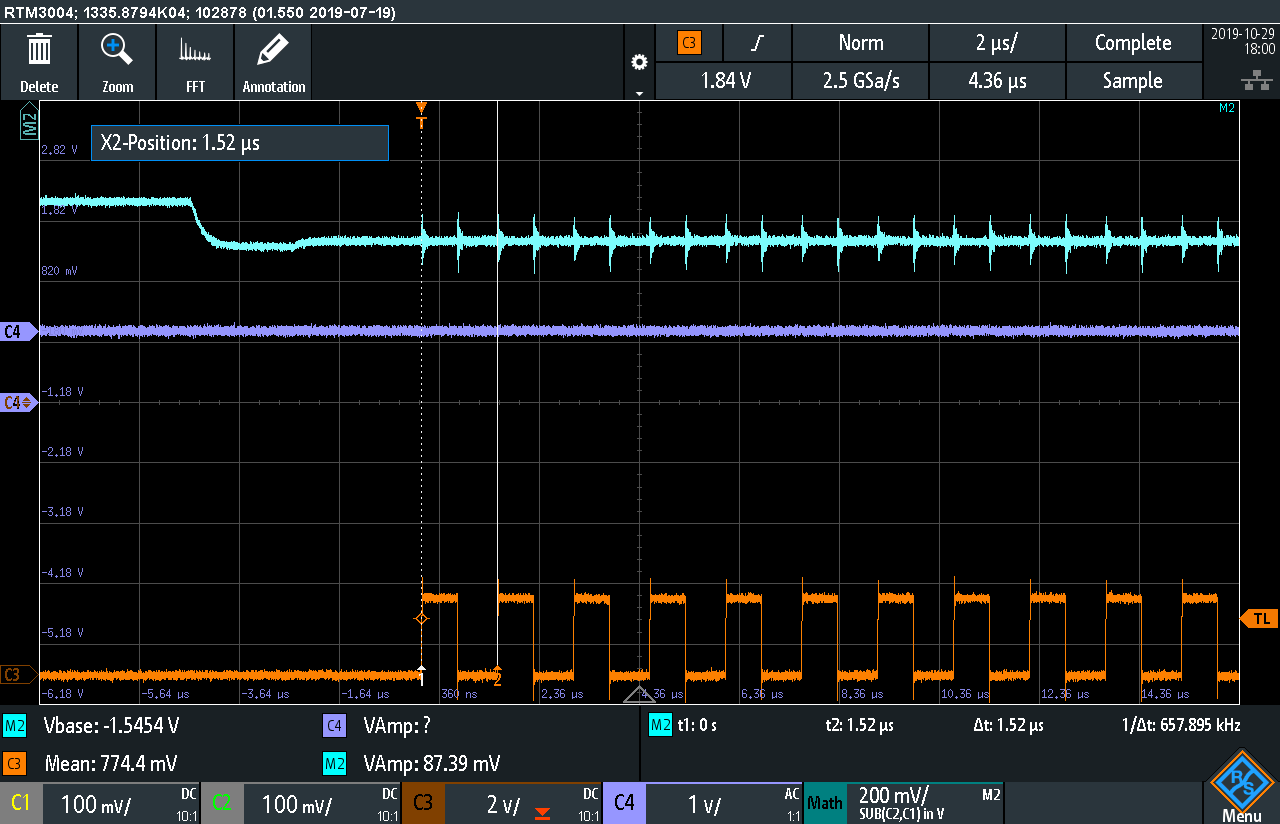 RTM3004; 1335.8794K04; 102878 (01.550 2019-07-19)
Delete
Zoom
FFT
Annotation
C3
Norm
2 µs/
Complete
2019-10-29
18:00
1.84 V
2.5 GSa/s
4.36 µs
Sample
M2
T
M2
X2-Position: 1.52 µs
2.82 V
1.82 V
820 mV
C4
-1.18 V
C4
-2.18 V
-3.18 V
-4.18 V
-5.18 V
TL
C3
1
2
-6.18 V
-5.64 µs
-3.64 µs
-1.64 µs
360 ns
2.36 µs
4.36 µs
6.36 µs
8.36 µs
10.36 µs
12.36 µs
14.36 µs
M2 Vbase: -1.5454 V
C4 VAmp: ?
M2 t1: 0 s t2: 1.52 µs Δt: 1.52 µs 1/Δt: 657.895 kHz
C3 Mean: 774.4 mV
M2 VAmp: 87.39 mV
C1 100 mV/ DC 10:1
C2 100 mV/ DC 10:1
C3 2 V/ DC 10:1
C4 1 V/ AC 1:1
Math 200 mV/ M2
SUB(C2,C1) in V
R S
Menu